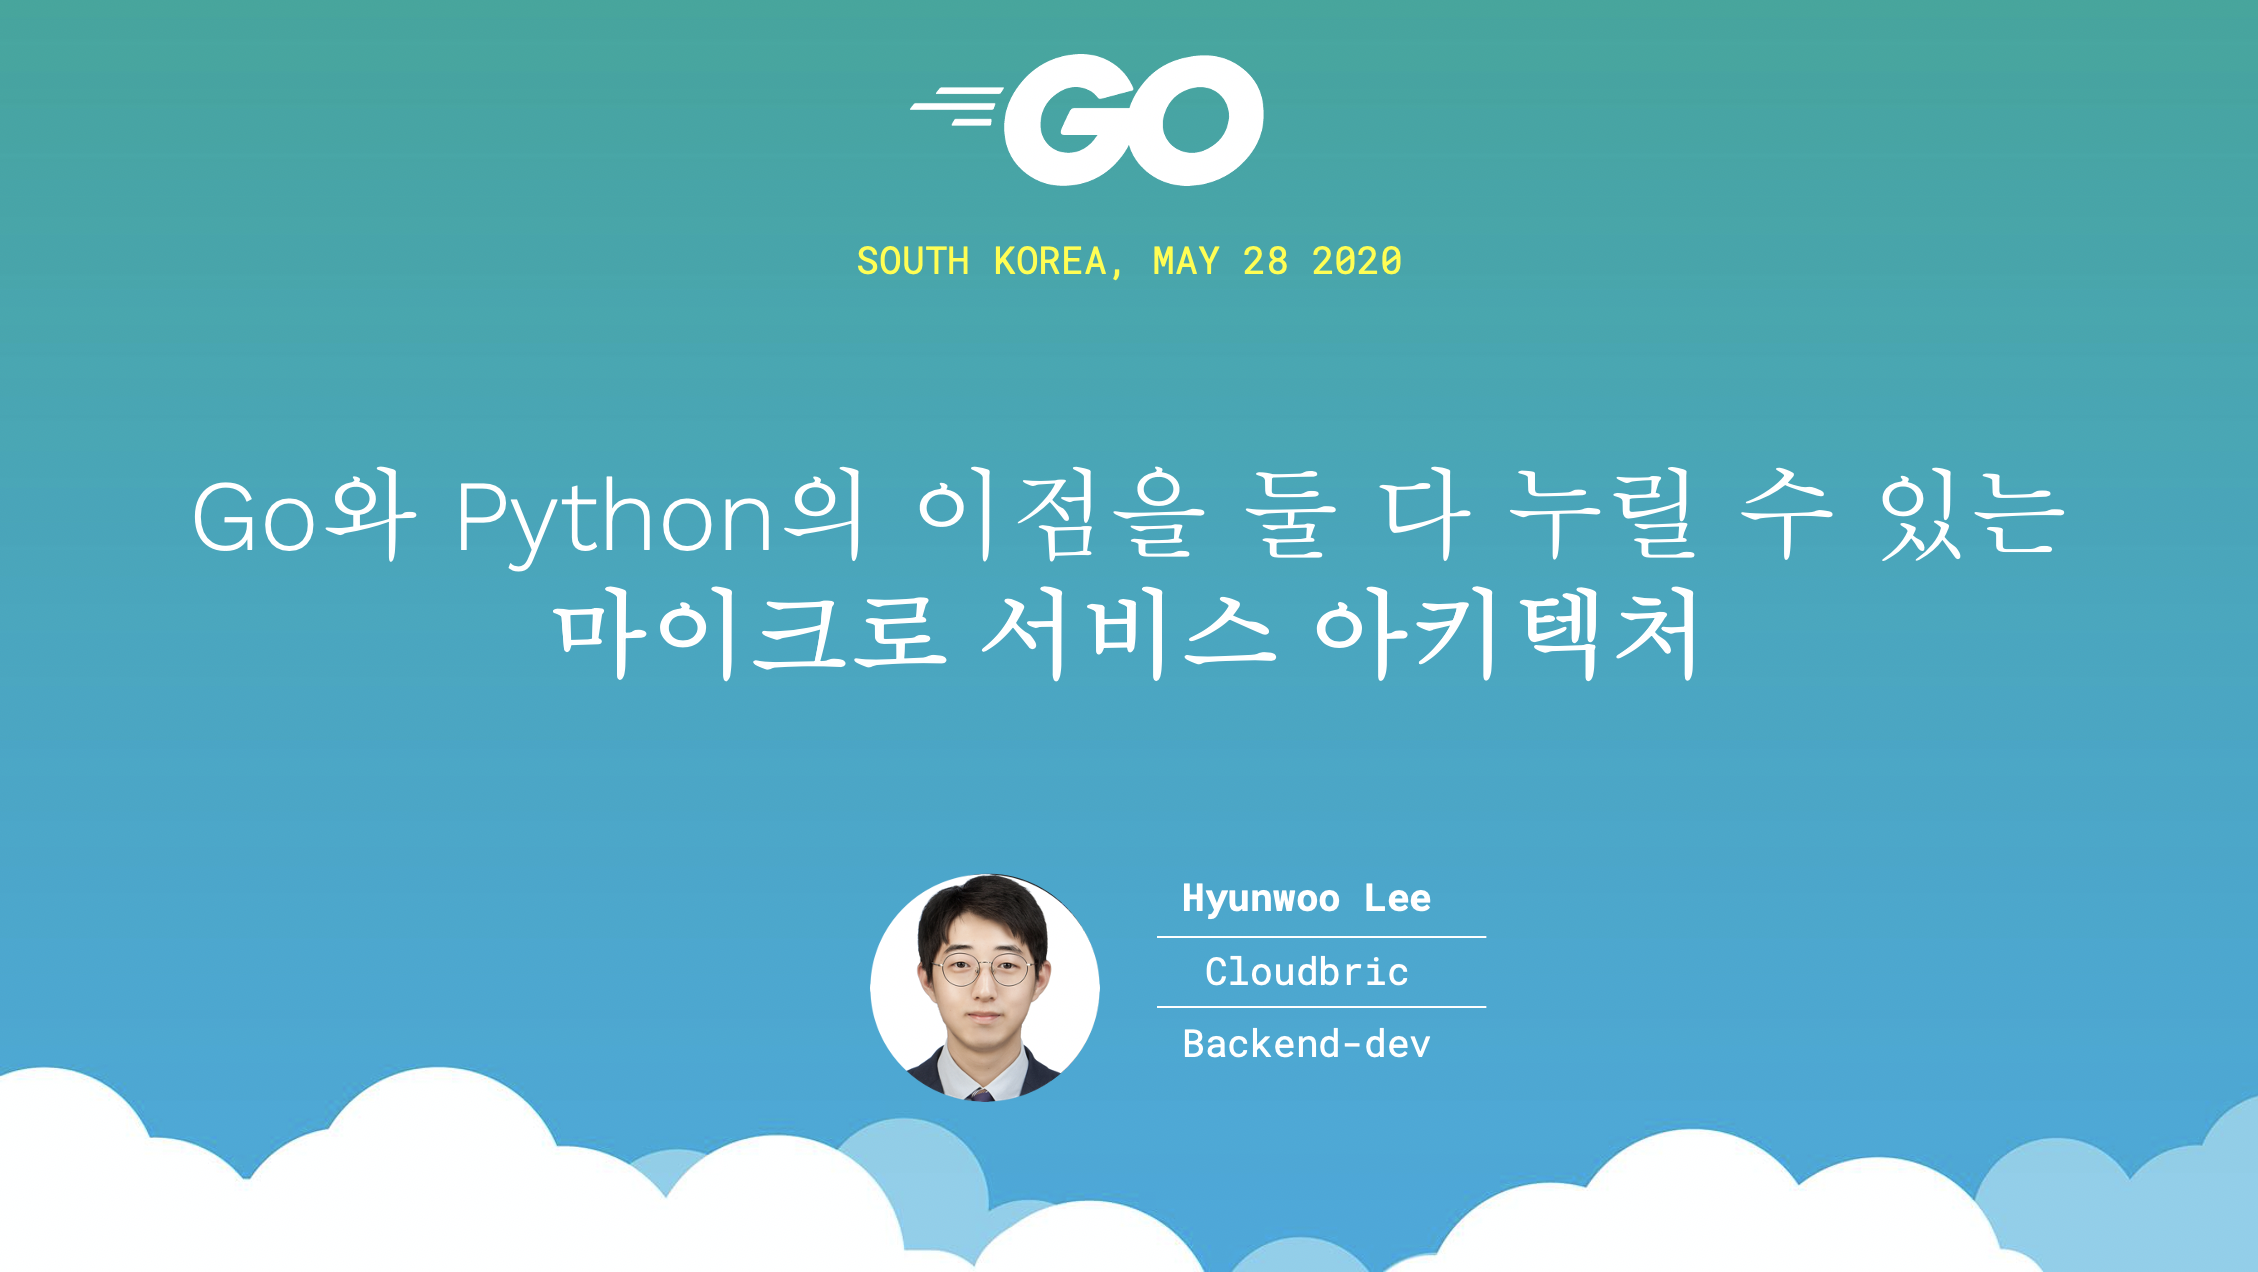 GO
SOUTH KOREA, MAY 28 2020
Go와 Python의 이점을 둘 다 누릴 수 있는
마이크로 서비스 아키텍처
Hyunwoo Lee
Cloudbric
Backend-dev